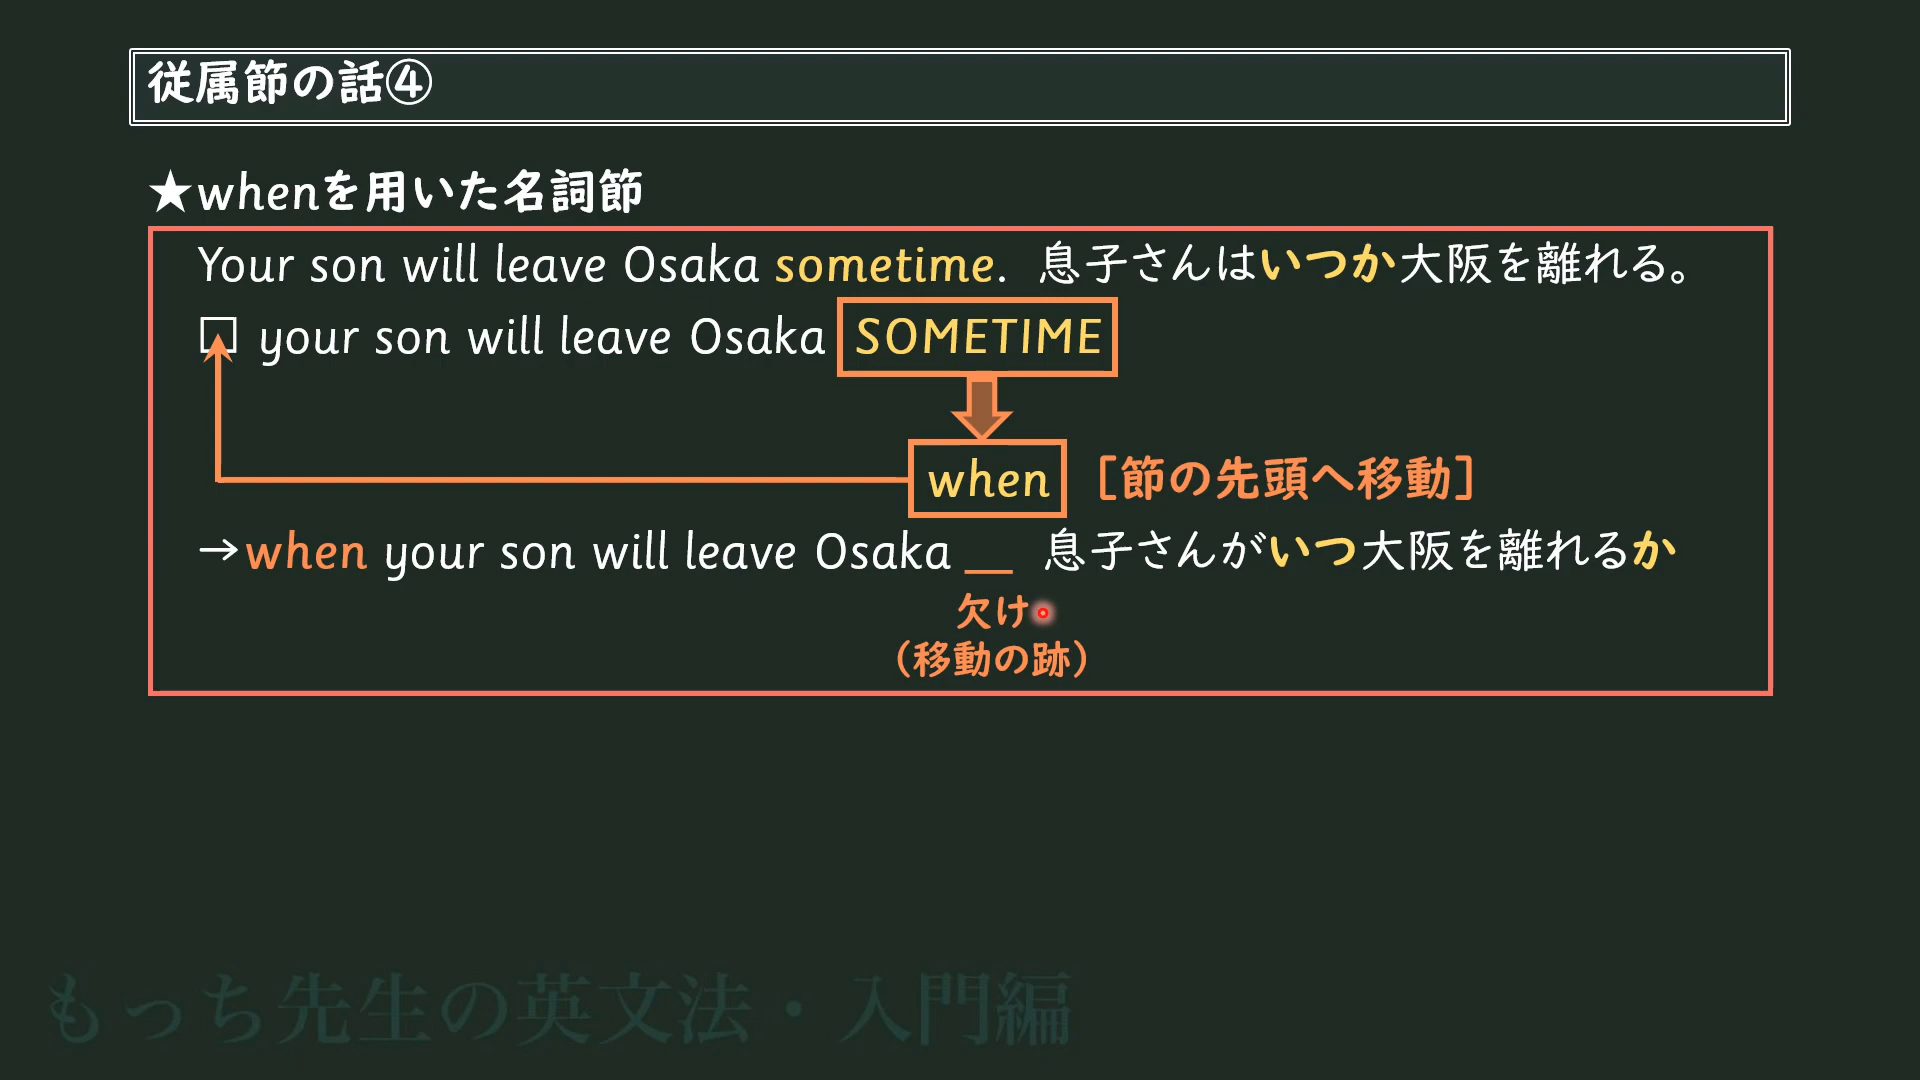 従属節の話④
★whenを用いた名詞節
Your son will leave Osaka sometime. 息子さんはいつか大阪を離れる。
□ your son will leave Osaka SOMETIME
when [節の先頭へ移動]
→when your son will leave Osaka __ 息子さんがいつ大阪を離れるか
欠け
(移動の跡)
もっち先生の英文法・入門編